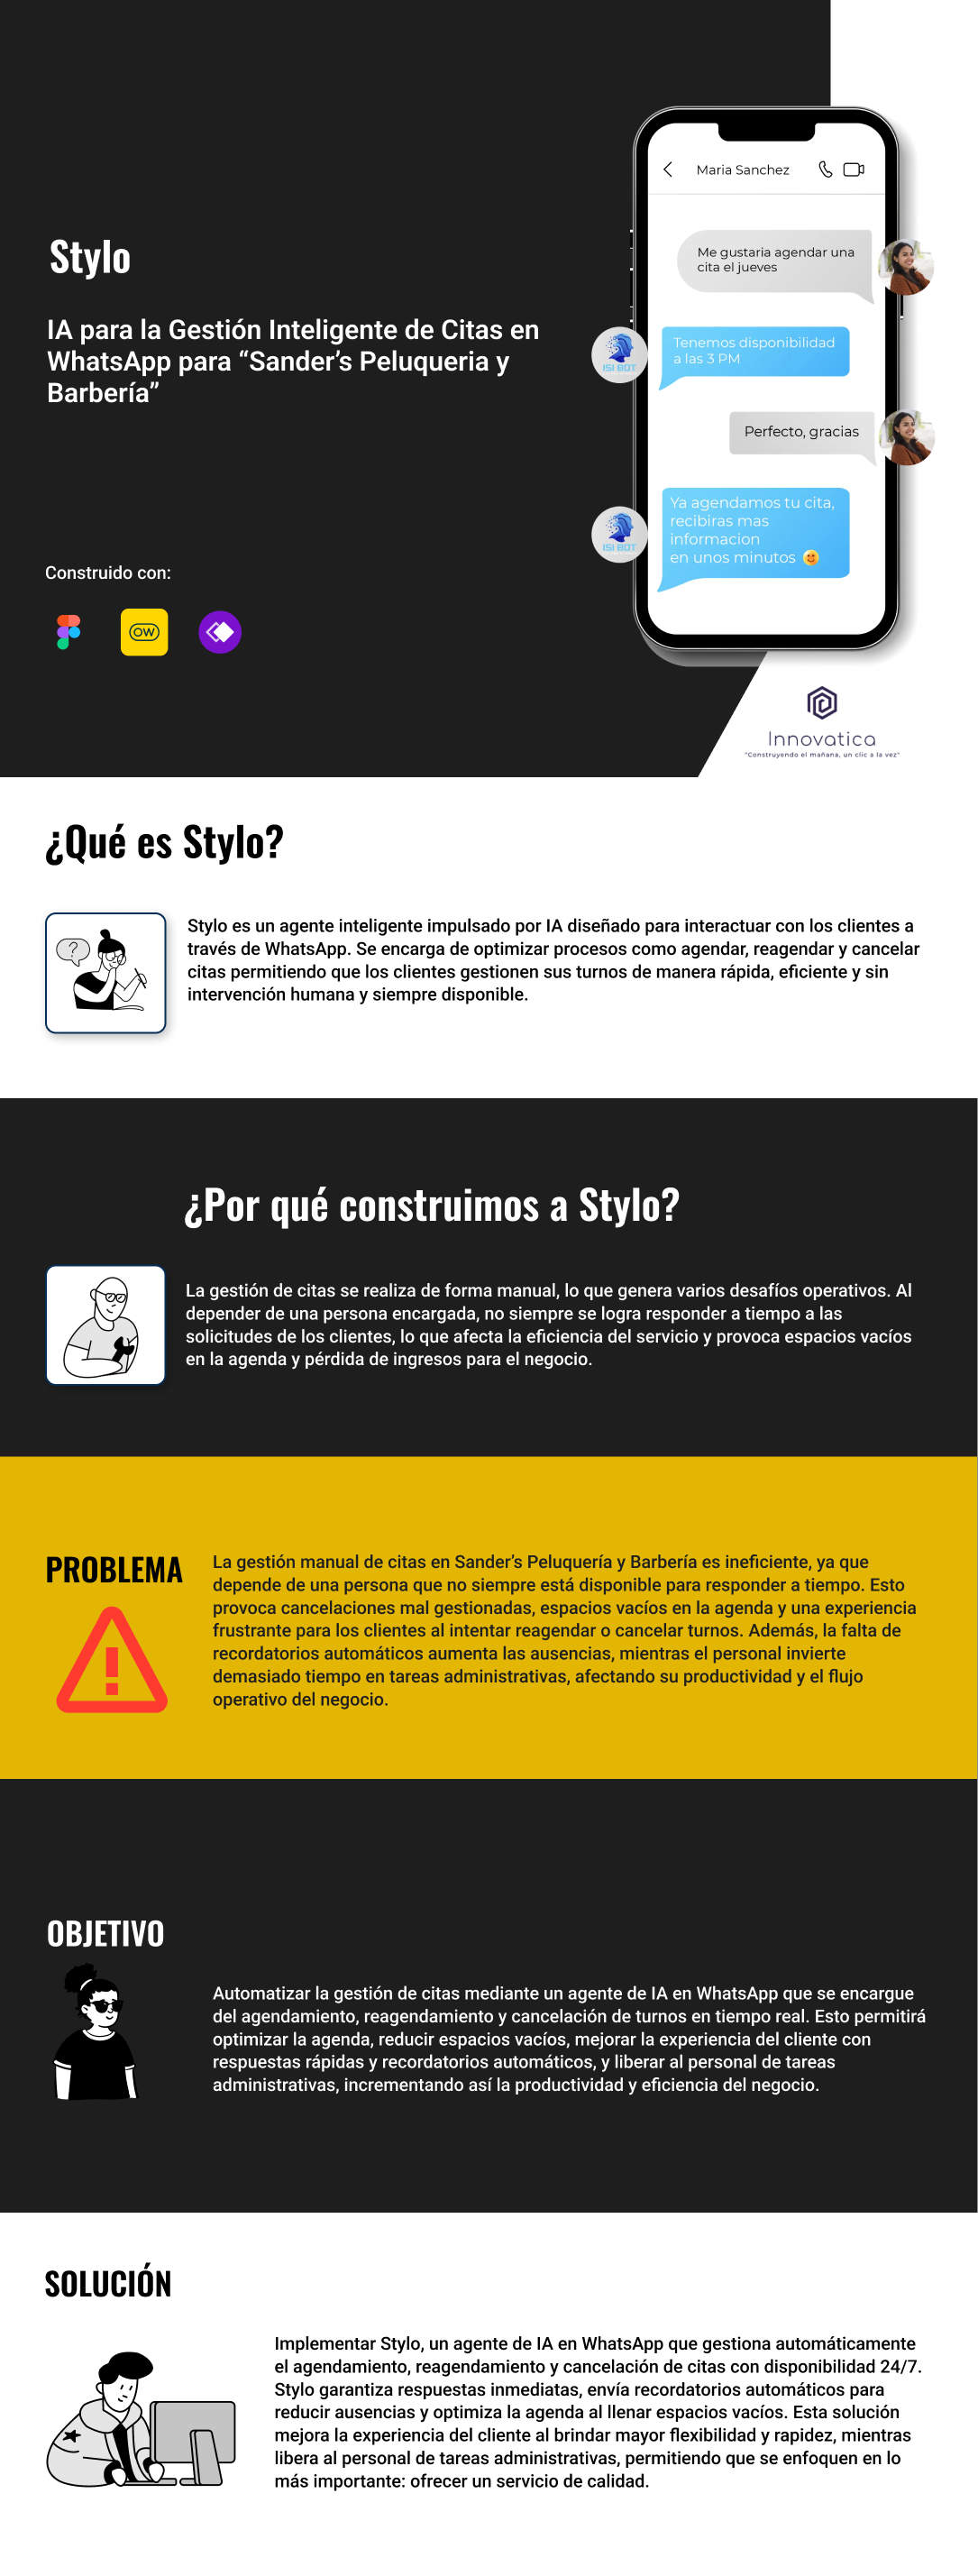 Stylo
IA para la Gestión Inteligente de Citas en
WhatsApp para “Sander’s Peluqueria y
Barbería”
Construido con:
OW
Maria Sanchez
Me gustaria agendar una
cita el jueves
ISI BOT
Tenemos disponibilidad
a las 3 PM
Perfecto, gracias
ISI BOT
Ya agendamos tu cita,
recibiras mas
informacion
en unos minutos
Innovatica
"Construyendo el mañana, un clic a la vez"
¿Qué es Stylo?
?
Stylo es un agente inteligente impulsado por IA diseñado para interactuar con los clientes a
través de WhatsApp. Se encarga de optimizar procesos como agendar, reagendar y cancelar
citas permitiendo que los clientes gestionen sus turnos de manera rápida, eficiente y sin
intervención humana y siempre disponible.
¿Por qué construimos a Stylo?
La gestión de citas se realiza de forma manual, lo que genera varios desafíos operativos. Al
depender de una persona encargada, no siempre se logra responder a tiempo a las
solicitudes de los clientes, lo que afecta la eficiencia del servicio y provoca espacios vacíos
en la agenda y pérdida de ingresos para el negocio.
PROBLEMA
La gestión manual de citas en Sander’s Peluquería y Barbería es ineficiente, ya que
depende de una persona que no siempre está disponible para responder a tiempo. Esto
provoca cancelaciones mal gestionadas, espacios vacíos en la agenda y una experiencia
frustrante para los clientes al intentar reagendar o cancelar turnos. Además, la falta de
recordatorios automáticos aumenta las ausencias, mientras el personal invierte
demasiado tiempo en tareas administrativas, afectando su productividad y el flujo
operativo del negocio.
OBJETIVO
Automatizar la gestión de citas mediante un agente de IA en WhatsApp que se encargue
del agendamiento, reagendamiento y cancelación de turnos en tiempo real. Esto permitirá
optimizar la agenda, reducir espacios vacíos, mejorar la experiencia del cliente con
respuestas rápidas y recordatorios automáticos, y liberar al personal de tareas
administrativas, incrementando así la productividad y eficiencia del negocio.
SOLUCIÓN
Implementar Stylo, un agente de IA en WhatsApp que gestiona automáticamente
el agendamiento, reagendamiento y cancelación de citas con disponibilidad 24/7.
Stylo garantiza respuestas inmediatas, envía recordatorios automáticos para
reducir ausencias y optimiza la agenda al llenar espacios vacíos. Esta solución
mejora la experiencia del cliente al brindar mayor flexibilidad y rapidez, mientras
libera al personal de tareas administrativas, permitiendo que se enfoquen en lo
más importante: ofrecer un servicio de calidad.